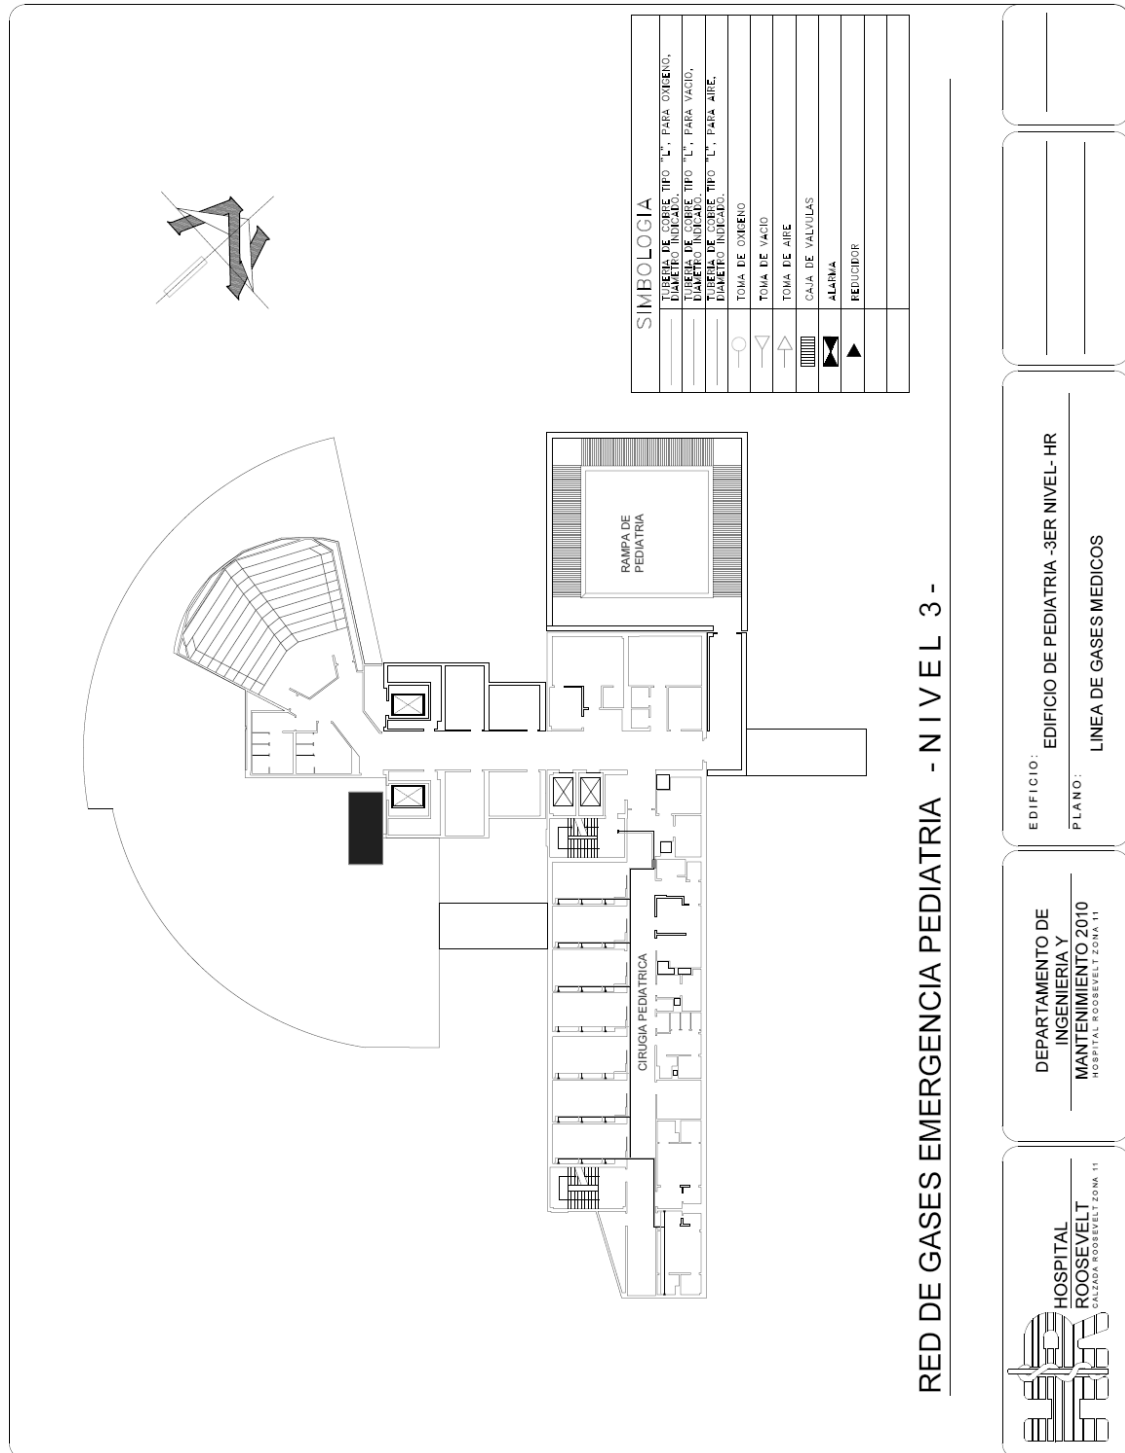 SIMBOLOGIA
TUBERIA DE COBRE TIPO "L", PARA OXIGENO,
DIAMETRO INDICADO.
TUBERIA DE COBRE TIPO "L", PARA VACIO,
DIAMETRO INDICADO.
TUBERIA DE COBRE TIPO "L", PARA AIRE,
DIAMETRO INDICADO.
TOMA DE OXIGENO
TOMA DE VACIO
TOMA DE AIRE
CAJA DE VALVULAS
ALARMA
REDUCIDOR
RAMPA DE
PEDIATRIA
CIRUGIA PEDIATRICA
RED DE GASES EMERGENCIA PEDIATRIA - N I V E L 3 -
HR
HOSPITAL
ROOSEVELT
CALZADA ROOSEVELT ZONA 11
DEPARTAMENTO DE
INGENIERIA Y
MANTENIMIENTO 2010
HOSPITAL ROOSEVELT ZONA 11
EDIFICIO:
EDIFICIO DE PEDIATRIA -3ER NIVEL- HR
PLANO:
LINEA DE GASES MEDICOS